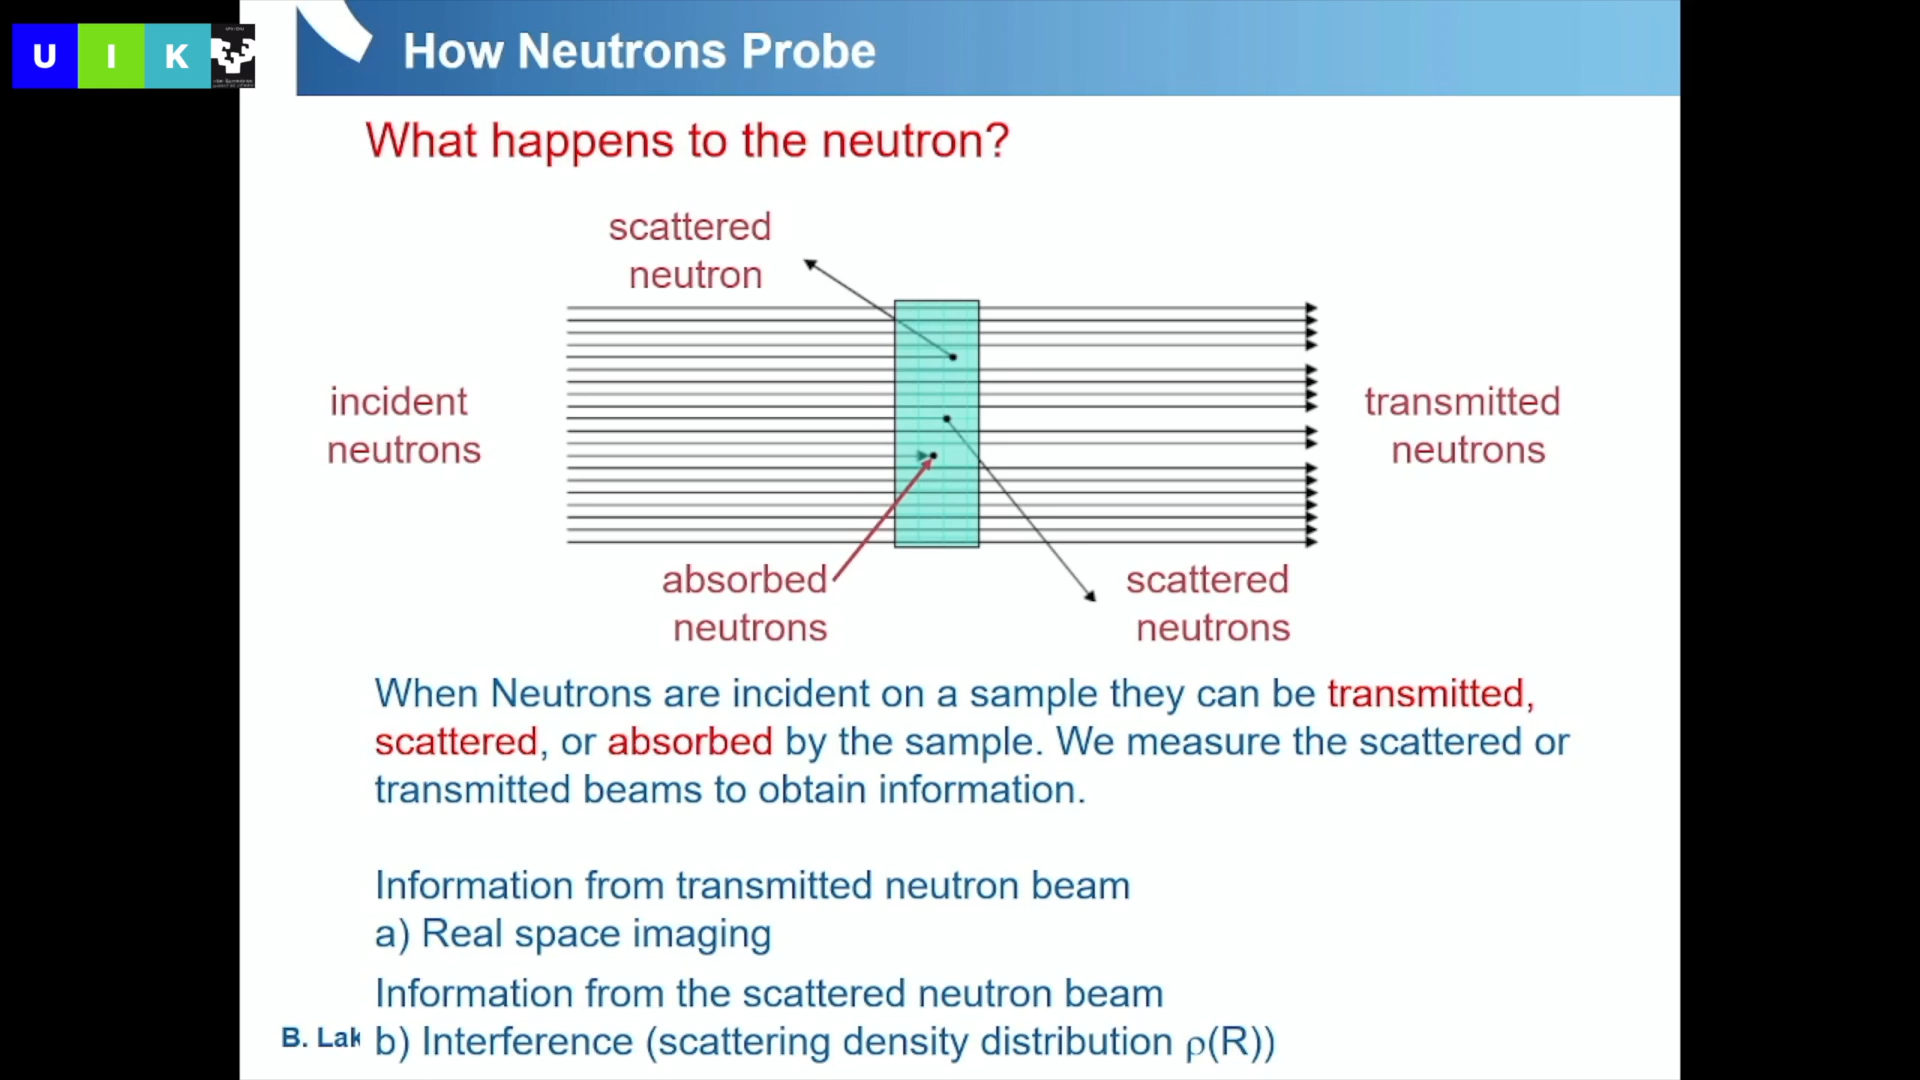 U I K
How Neutrons Probe
What happens to the neutron?
scattered
neutron
incident
neutrons
transmitted
neutrons
absorbed
neutrons
scattered
neutrons
When Neutrons are incident on a sample they can be transmitted,
scattered, or absorbed by the sample. We measure the scattered or
transmitted beams to obtain information.
Information from transmitted neutron beam
a) Real space imaging
Information from the scattered neutron beam
B. Lak
b) Interference (scattering density distribution ρ(R))